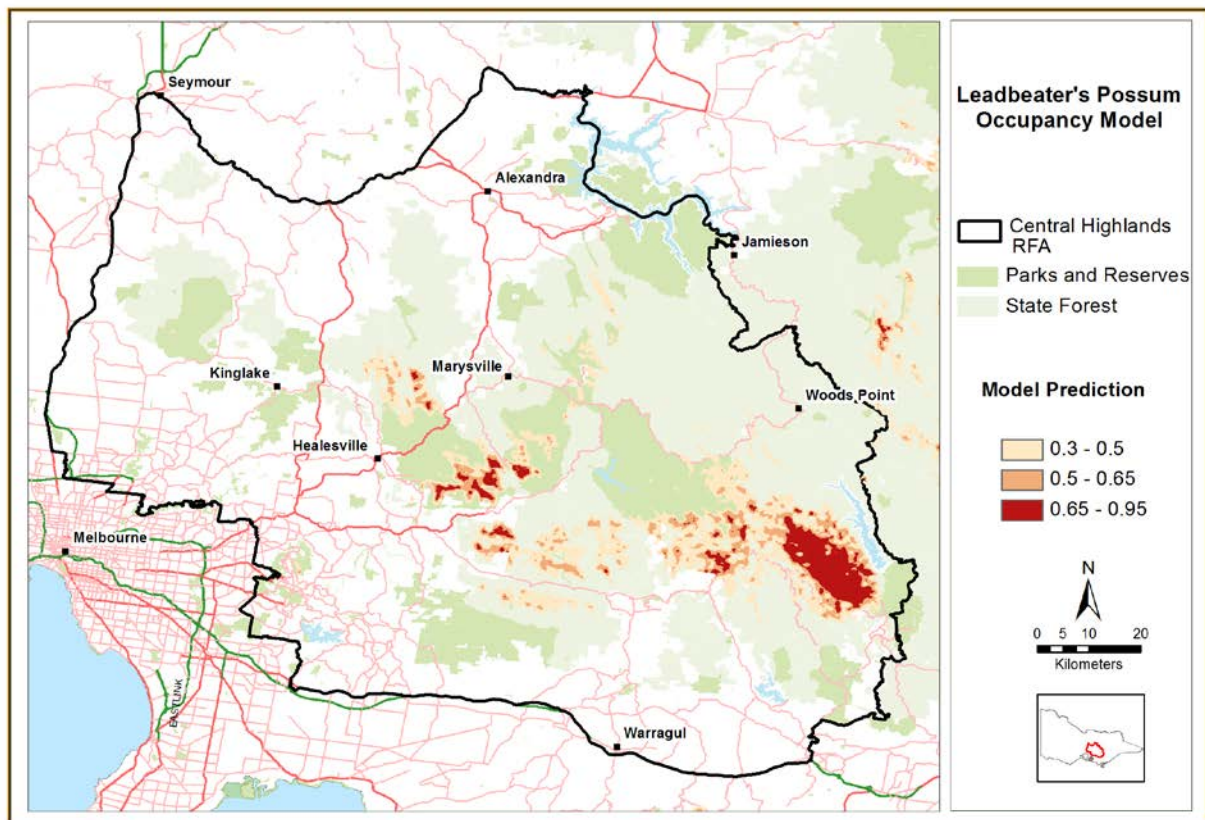 Seymour
Alexandra
Jamieson
Kinglake
Marysville
Woods Point
Healesville
Melbourne
EASTLINK
Warragul
Leadbeater's Possum
Occupancy Model
Central Highlands
RFA
Parks and Reserves
State Forest
Model Prediction
0.3 - 0.5
0.5 - 0.65
0.65 - 0.95
N
0 5 10 20
Kilometers